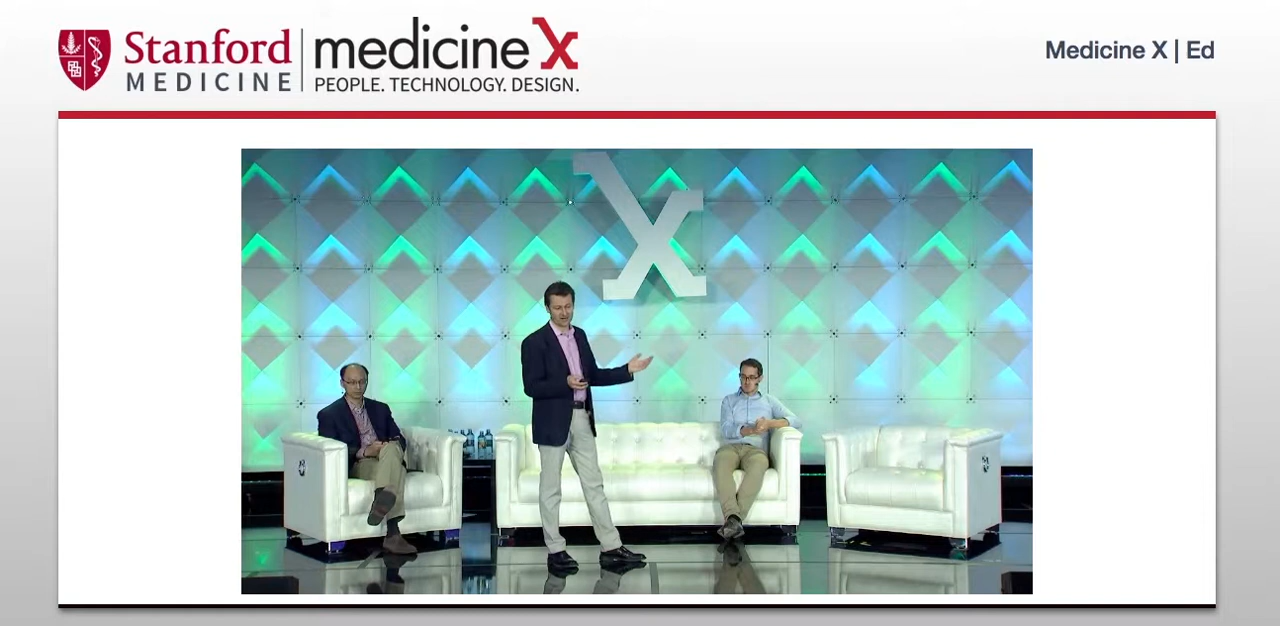 Stanford
MEDICINE
medicine X
PEOPLE. TECHNOLOGY. DESIGN.
Medicine X | Ed
X